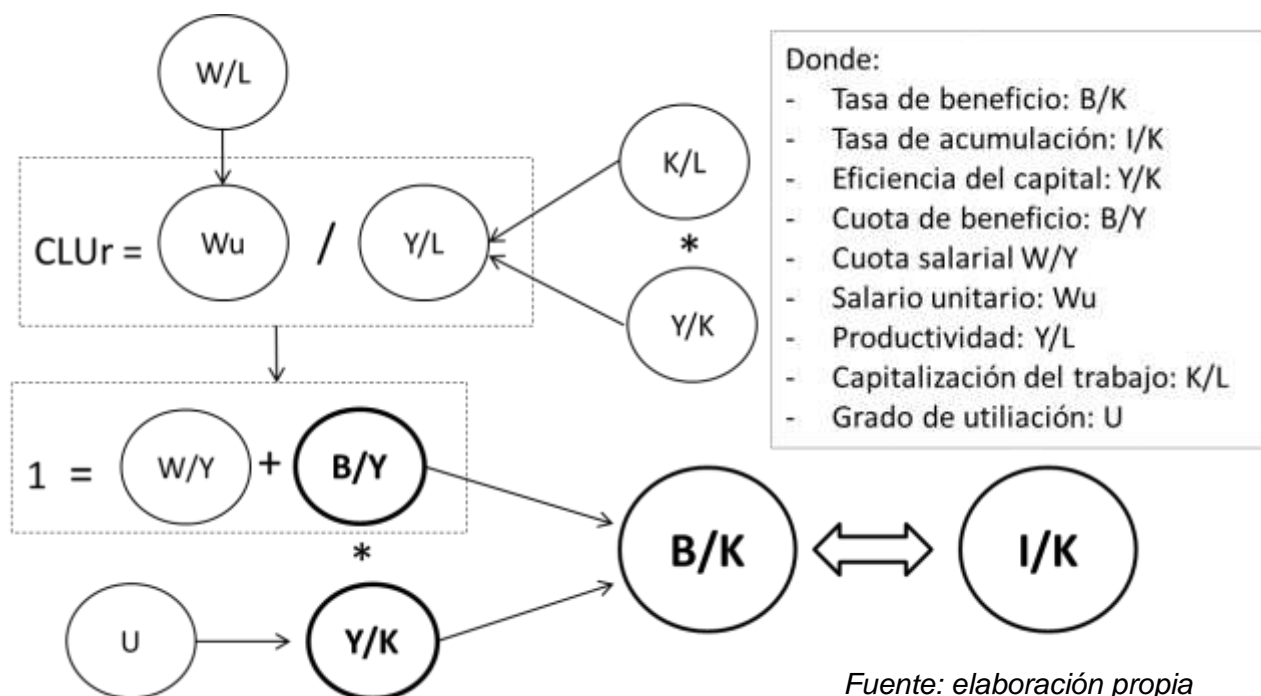 W/L
CLUr = Wu / Y/L
K/L
*
Y/K
1 = W/Y + B/Y
*
U
Y/K
B/K
I/K
Donde:
- Tasa de beneficio: B/K
- Tasa de acumulación: I/K
- Eficiencia del capital: Y/K
- Cuota de beneficio: B/Y
- Cuota salarial W/Y
- Salario unitario: Wu
- Productividad: Y/L
- Capitalización del trabajo: K/L
- Grado de utiliación: U
Fuente: elaboración propia